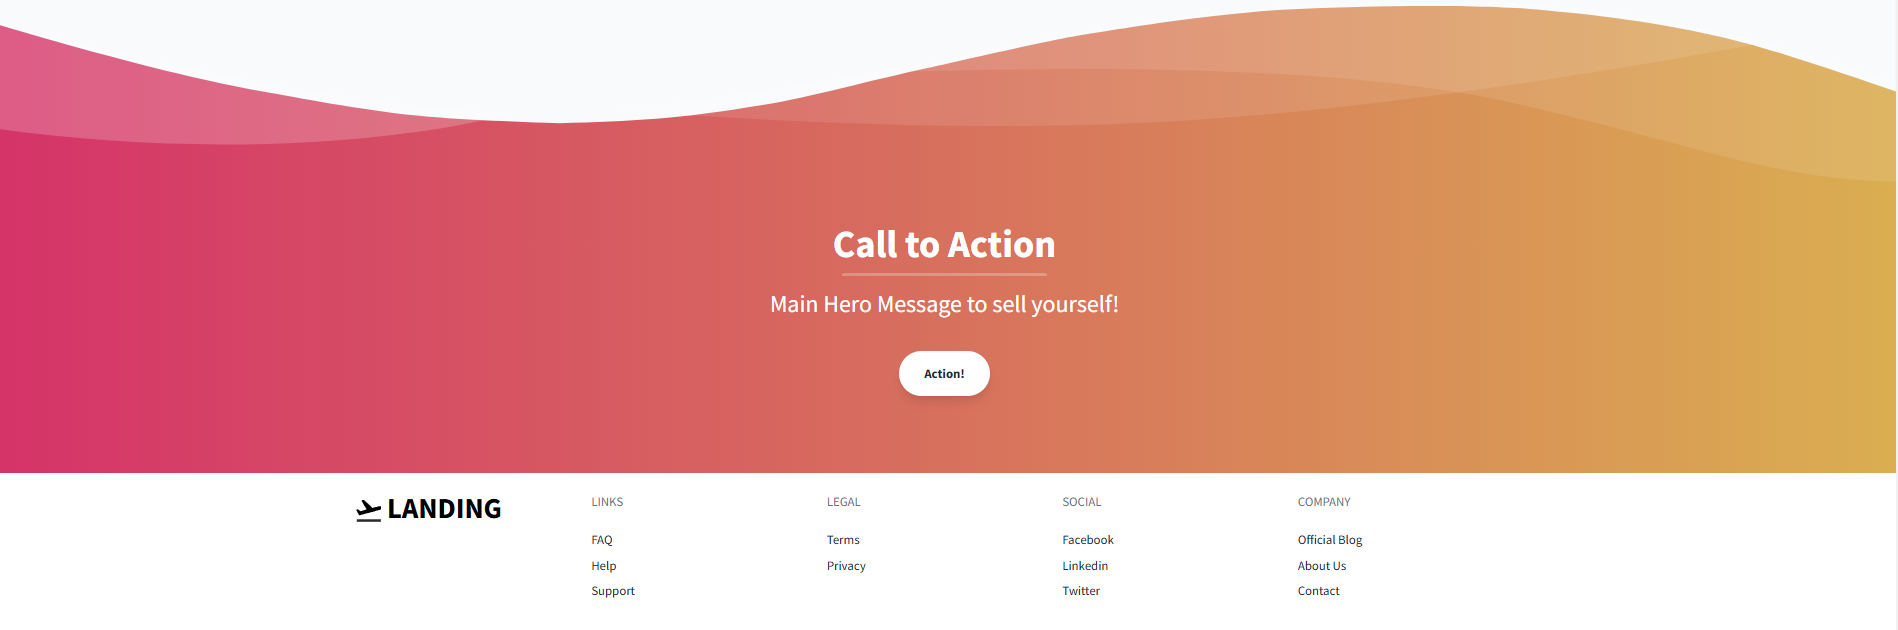 Call to Action
Main Hero Message to sell yourself!
Action!
LANDING
LINKS
FAQ
Help
Support
LEGAL
Terms
Privacy
SOCIAL
Facebook
Linkedin
Twitter
COMPANY
Official Blog
About Us
Contact